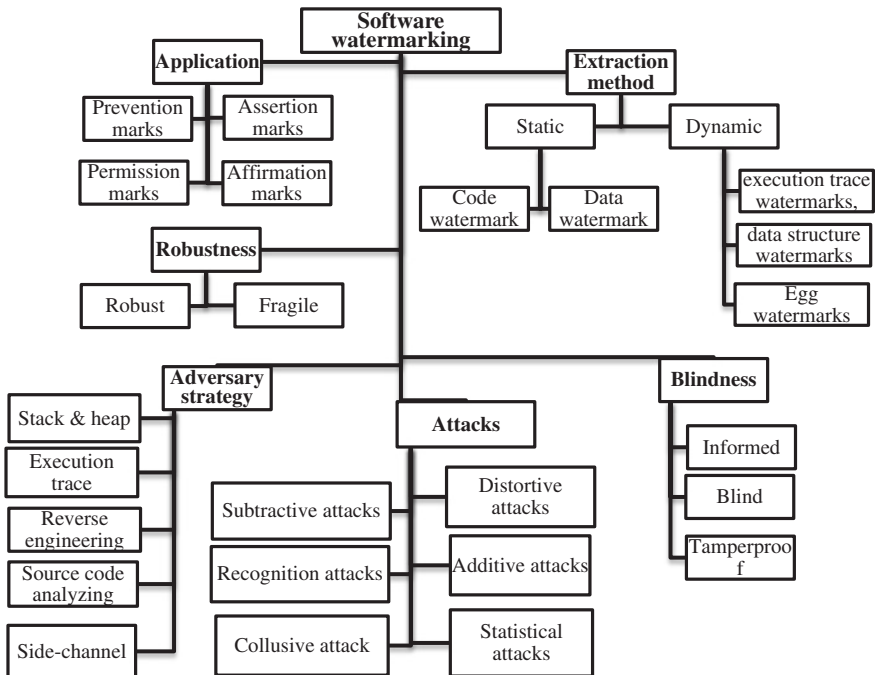 Software
watermarking
Application
Prevention
marks
Assertion
marks
Permission
marks
Affirmation
marks
Extraction
method
Static
Dynamic
Code
watermark
Data
watermark
execution trace
watermarks,
data structure
watermarks
Egg
watermarks
Robustness
Robust
Fragile
Adversary
strategy
Stack & heap
Execution
trace
Reverse
engineering
Source code
analyzing
Side-channel
Attacks
Subtractive attacks
Distortive
attacks
Recognition attacks
Additive attacks
Collusive attack
Statistical
attacks
Blindness
Informed
Blind
Tamperproo
f